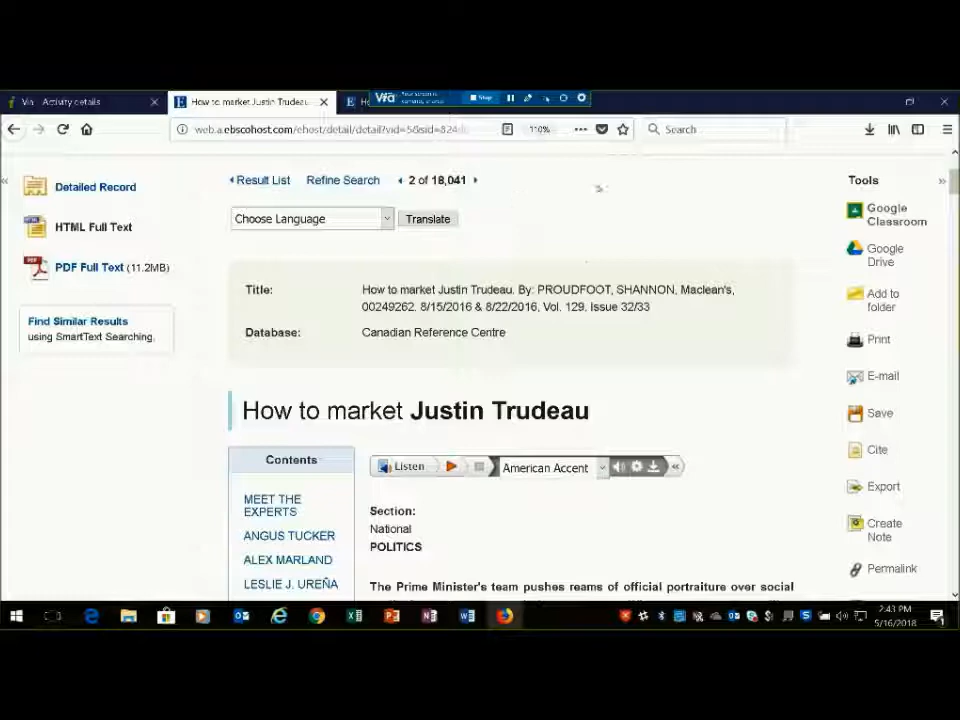 Via - Activity details
How to market Justin Trudeau.
Vfa
Stop
web.a.ebscohost.com/ehost/detail/detail?vid=5&sid=824
110%
Search
Detailed Record
HTML Full Text
PDF Full Text (11.2MB)
Find Similar Results
using SmartText Searching.
Result List Refine Search 2 of 18,041
Choose Language Translate
Title: How to market Justin Trudeau. By: PROUDFOOT, SHANNON, Maclean's,
00249262, 8/15/2016 & 8/22/2016, Vol. 129, Issue 32/33
Database: Canadian Reference Centre
How to market Justin Trudeau
Contents
MEET THE
EXPERTS
ANGUS TUCKER
ALEX MARLAND
LESLIE J. UREÑA
Listen American Accent
Section:
National
POLITICS
The Prime Minister's team pushes reams of official portraiture over social
Tools
Google
Classroom
Google
Drive
Add to
folder
Print
E-mail
Save
Cite
Export
Create
Note
Permalink
2:43 PM
5/16/2018